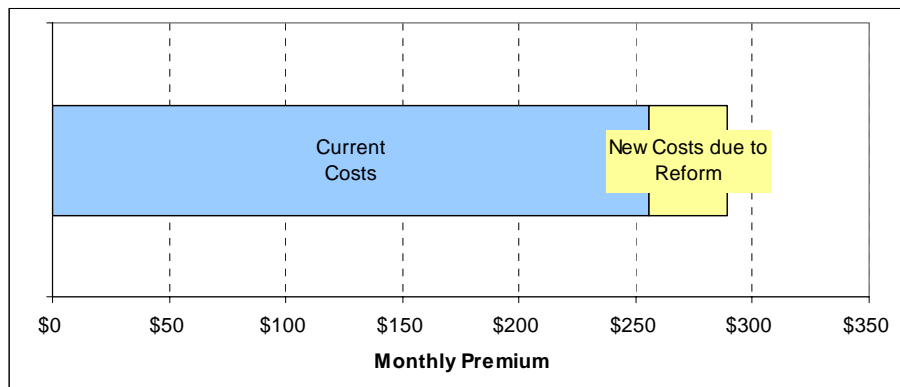 Current
Costs
New Costs due to
Reform
$0 $50 $100 $150 $200 $250 $300 $350
Monthly Premium